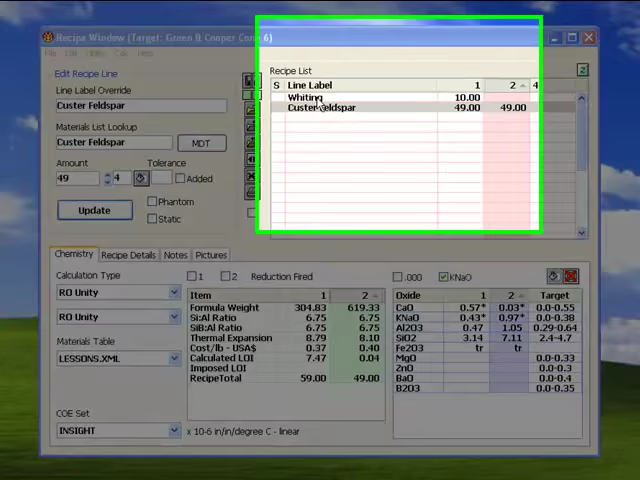 Recipe Window (Target: Green & Cooper Cone 6)
Edit Recipe Line
Line Label Override
Custer Feldspar
Materials List Lookup
Custer Feldspar
MDT
Amount
Tolerance
49
4
Added
Update
Phantom
Static
Recipe List
2
S Line Label 1 2 4
Whiting 10.00
Custer Feldspar 49.00 49.00
Chemistry Recipe Details Notes Pictures
Calculation Type
RO Unity
RO Unity
Materials Table
LESSONS.XML
COE Set
INSIGHT
x 10-6 in/in/degree C - linear
1 2 Reduction Fired
Item 1 2
Formula Weight 304.83 619.33
Si:Al Ratio 6.75 6.75
SiB:Al Ratio 6.75 6.75
Thermal Expansion 8.79 8.10
Cost/lb - USA$ 0.37 0.40
Calculated LOI 7.47 0.04
Imposed LOI
RecipeTotal 59.00 49.00
.000 KNaO
Oxide 1 2 Target
CaO 0.57* 0.03* 0.0-0.55
KNaO 0.43* 0.97* 0.0-0.38
Al2O3 0.47 1.05 0.29-0.64
SiO2 3.14 7.11 2.4-4.7
Fe2O3 tr tr
MgO 0.0-0.33
ZnO 0.0-0.3
BaO 0.0-0.4
B2O3 0.0-0.35